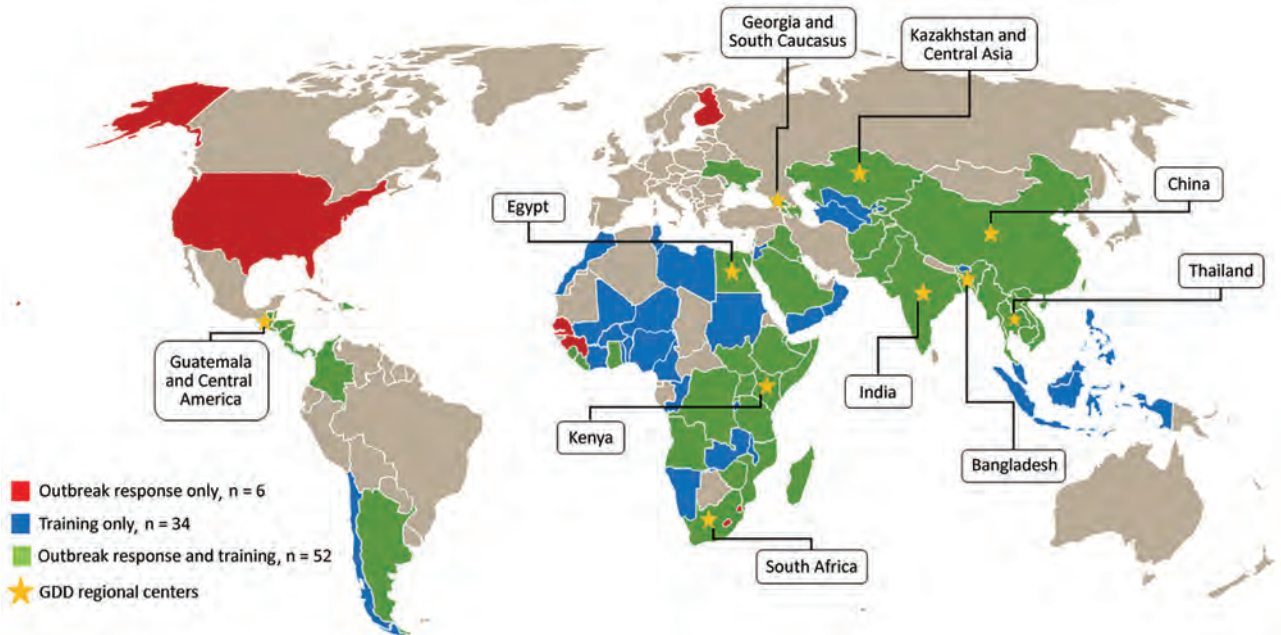 Georgia and
South Caucasus
Kazakhstan and
Central Asia
China
Egypt
Thailand
Guatemala
and Central
America
India
Kenya
Bangladesh
South Africa
Outbreak response only, n = 6
Training only, n = 34
Outbreak response and training, n = 52
GDD regional centers